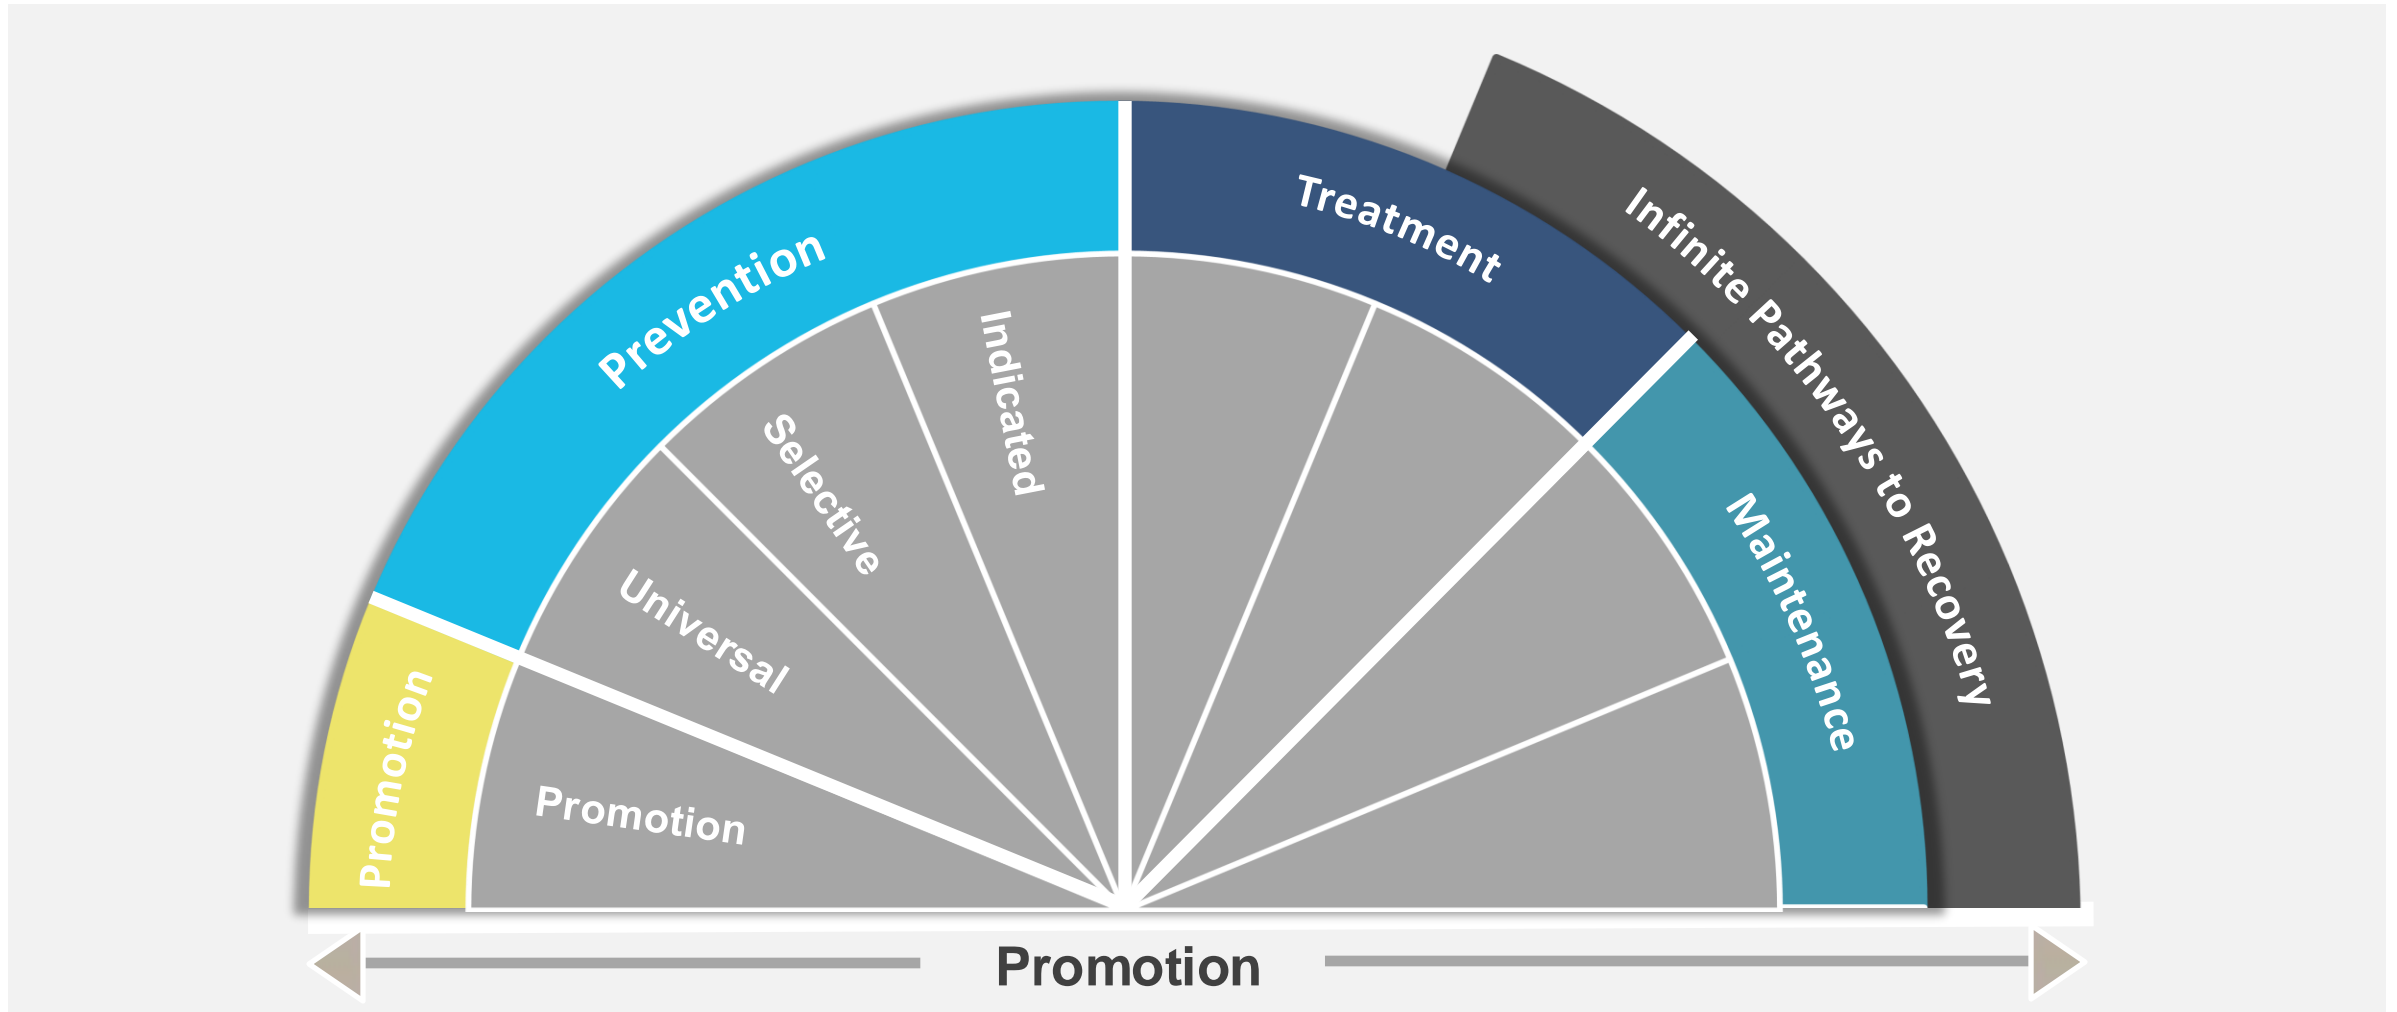 Promotion
Prevention
Treatment
Maintenance
Infinite Pathways to Recovery
Promotion
Universal
Selective
Indicated
Promotion